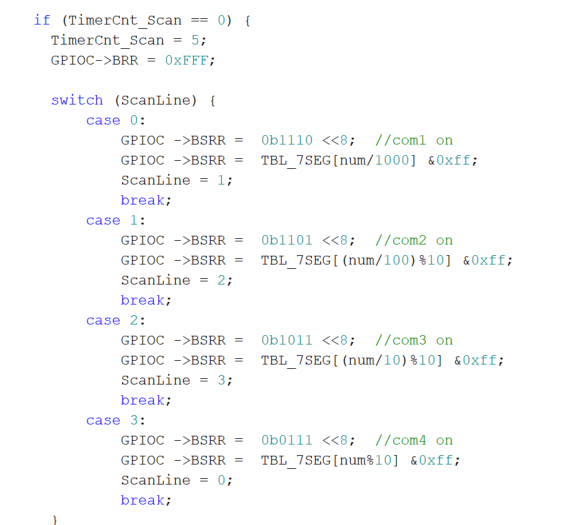 if (TimerCnt_Scan == 0) {
TimerCnt_Scan = 5;
GPIOC->BRR = 0xFFF;
switch (ScanLine) {
case 0:
GPIOC ->BSRR =  0b1110 <<8;  //com1 on
GPIOC ->BSRR =  TBL_7SEG[num/1000] &0xff;
ScanLine = 1;
break;
case 1:
GPIOC ->BSRR =  0b1101 <<8;  //com2 on
GPIOC ->BSRR =  TBL_7SEG[(num/100)%10] &0xff;
ScanLine = 2;
break;
case 2:
GPIOC ->BSRR =  0b1011 <<8;  //com3 on
GPIOC ->BSRR =  TBL_7SEG[(num/10)%10] &0xff;
ScanLine = 3;
break;
case 3:
GPIOC ->BSRR =  0b0111 <<8;  //com4 on
GPIOC ->BSRR =  TBL_7SEG[num%10] &0xff;
ScanLine = 0;
break;
}